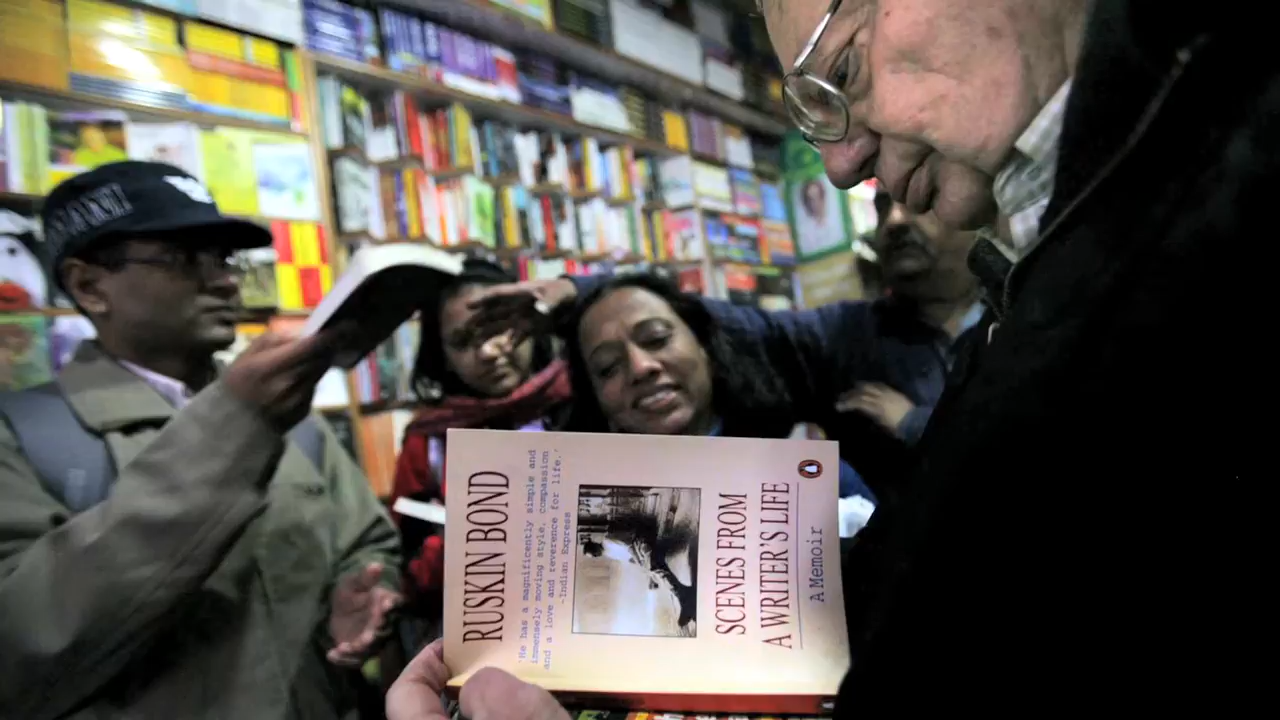 RUSKIN BOND
'He has a magnificently simple and
immensely moving style, compassion
and a love and reverence for life.'
~Indian Express
SCENES FROM
A WRITER'S LIFE
A Memoir